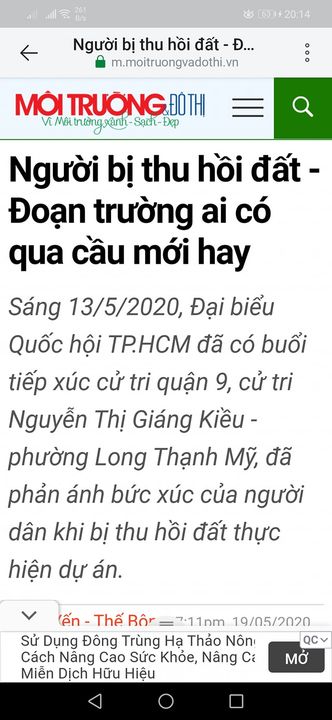 20:14
Người bị thu hồi đất - Đ...
m.moitruongvadothi.vn
MÔI TRƯỜNG & ĐÔ THỊ
Vì Môi trường Xanh - Sạch - Đẹp
Người bị thu hồi đất -
Đoạn trường ai có
qua cầu mới hay
Sáng 13/5/2020, Đại biểu
Quốc hội TP.HCM đã có buổi
tiếp xúc cử tri quận 9, cử tri
Nguyễn Thị Giáng Kiều -
phường Long Thạnh Mỹ, đã
phản ánh bức xúc của người
dân khi bị thu hồi đất thực
hiện dự án.
Yến - Thế Bôn 7:11pm, 19/05/2020
QC
Sử Dụng Đông Trùng Hạ Thảo Nông
Cách Nâng Cao Sức Khỏe, Nâng Ca
Miễn Dịch Hữu Hiệu
MỞ